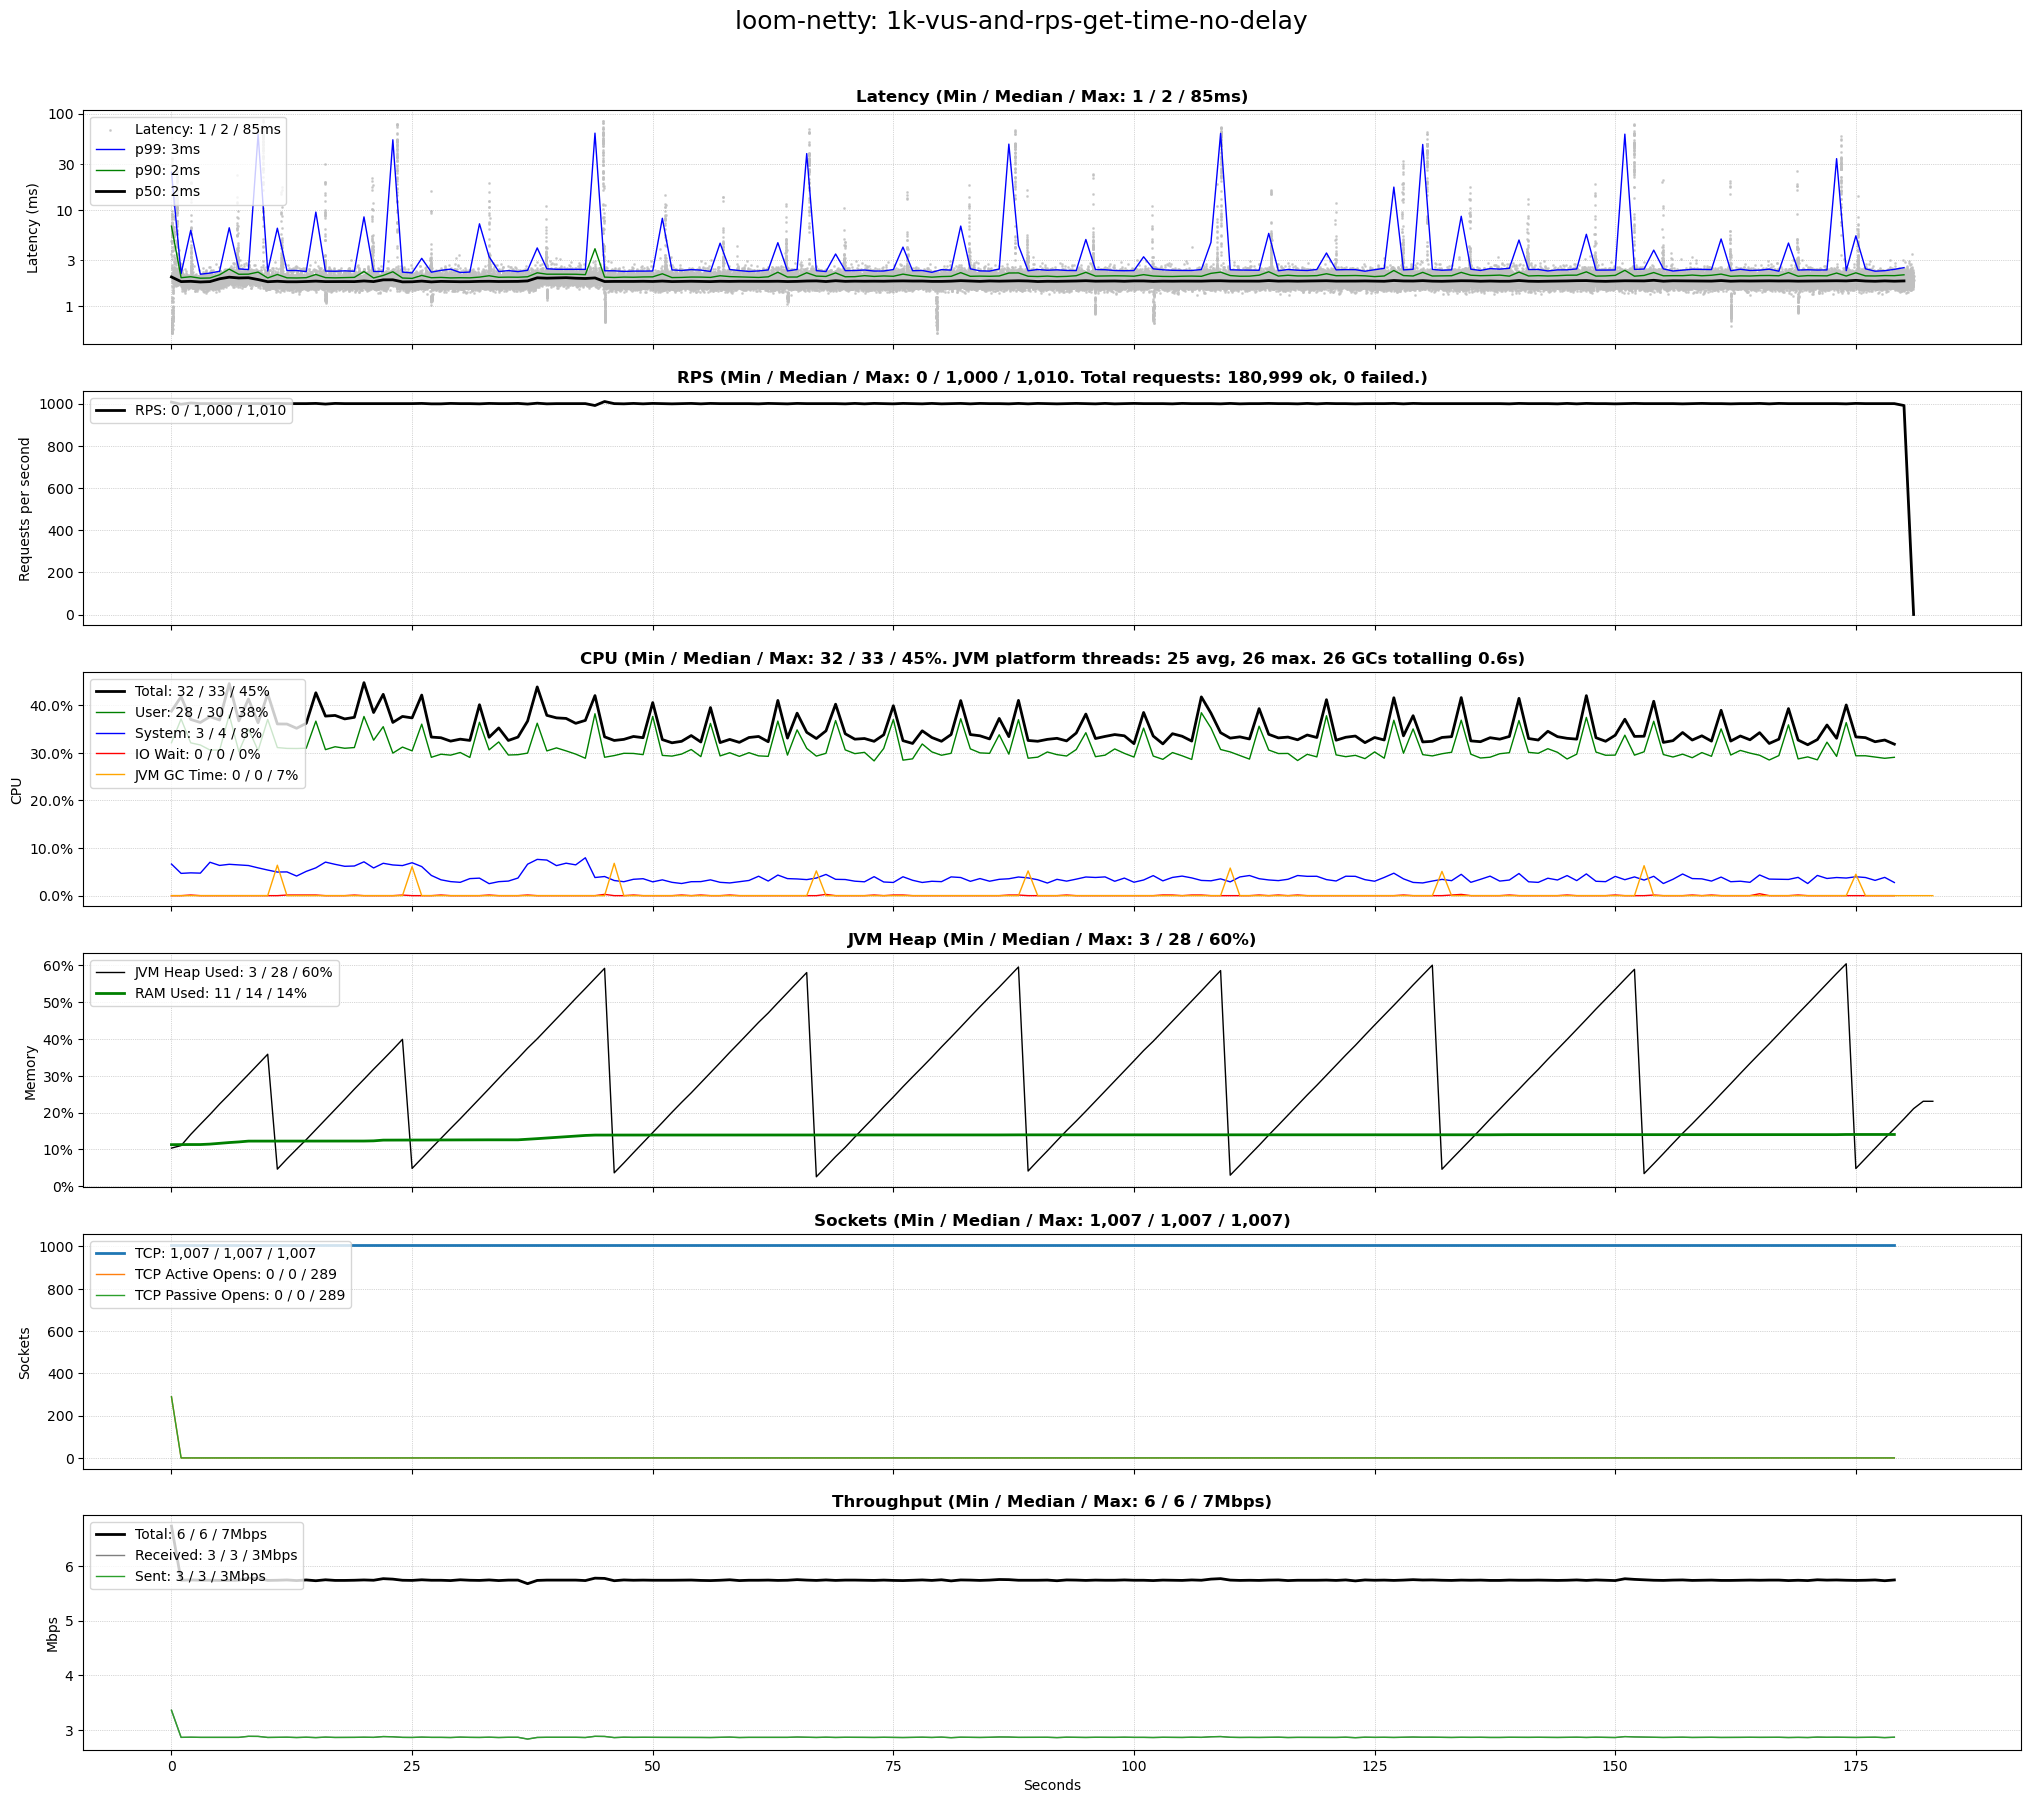 loom-netty: 1k-vus-and-rps-get-time-no-delay
Latency (Min / Median / Max: 1 / 2 / 85ms)
Latency (ms)
100
30
10
3
1
Latency: 1 / 2 / 85ms
p99: 3ms
p90: 2ms
p50: 2ms
RPS (Min / Median / Max: 0 / 1,000 / 1,010. Total requests: 180,999 ok, 0 failed.)
Requests per second
1000
800
600
400
200
0
RPS: 0 / 1,000 / 1,010
CPU (Min / Median / Max: 32 / 33 / 45%. JVM platform threads: 25 avg, 26 max. 26 GCs totalling 0.6s)
CPU
40.0%
30.0%
20.0%
10.0%
0.0%
Total: 32 / 33 / 45%
User: 28 / 30 / 38%
System: 3 / 4 / 8%
IO Wait: 0 / 0 / 0%
JVM GC Time: 0 / 0 / 7%
JVM Heap (Min / Median / Max: 3 / 28 / 60%)
Memory
60%
50%
40%
30%
20%
10%
0%
JVM Heap Used: 3 / 28 / 60%
RAM Used: 11 / 14 / 14%
Sockets (Min / Median / Max: 1,007 / 1,007 / 1,007)
Sockets
1000
800
600
400
200
0
TCP: 1,007 / 1,007 / 1,007
TCP Active Opens: 0 / 0 / 289
TCP Passive Opens: 0 / 0 / 289
Throughput (Min / Median / Max: 6 / 6 / 7Mbps)
Mbps
6
5
4
3
Total: 6 / 6 / 7Mbps
Received: 3 / 3 / 3Mbps
Sent: 3 / 3 / 3Mbps
0 25 50 75 100 125 150 175
Seconds